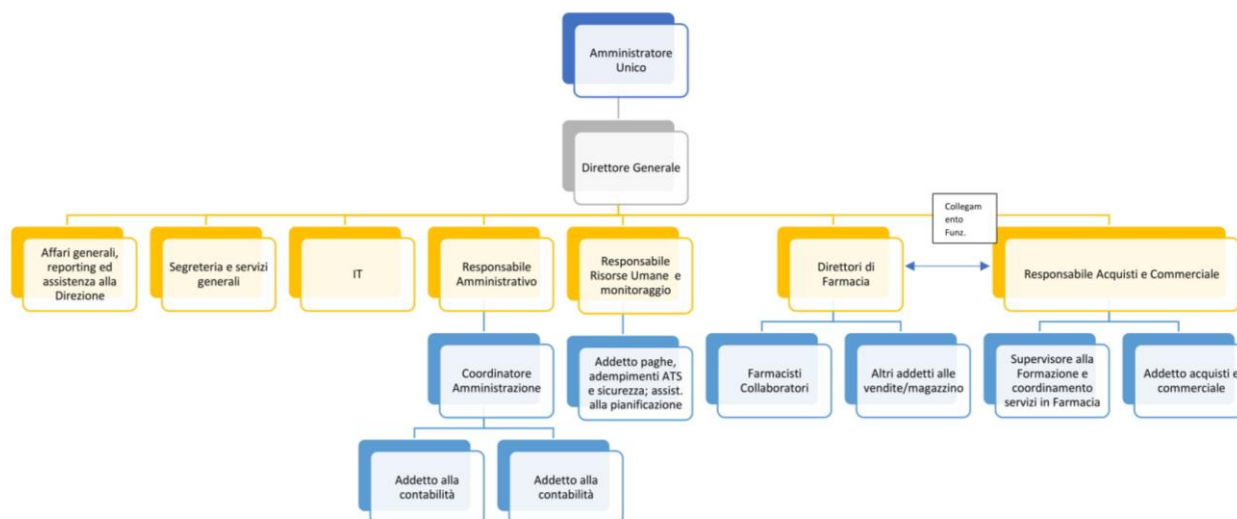 Amministratore
Unico
Direttore Generale
Collegam
ento
Funz.
Affari generali,
reporting ed
assistenza alla
Direzione
Segreteria e servizi
generali
IT
Responsabile
Amministrativo
Responsabile
Risorse Umane e
monitoraggio
Direttori di
Farmacia
Responsabile Acquisti e Commerciale
Coordinatore
Amministrazione
Addetto paghe,
adempimenti ATS
e sicurezza; assist.
alla pianificazione
Farmacisti
Collaboratori
Altri addetti alle
vendite/magazzino
Supervisore alla
Formazione e
coordinamento
servizi in Farmacia
Addetto acquisti e
commerciale
Addetto alla
contabilità
Addetto alla
contabilità